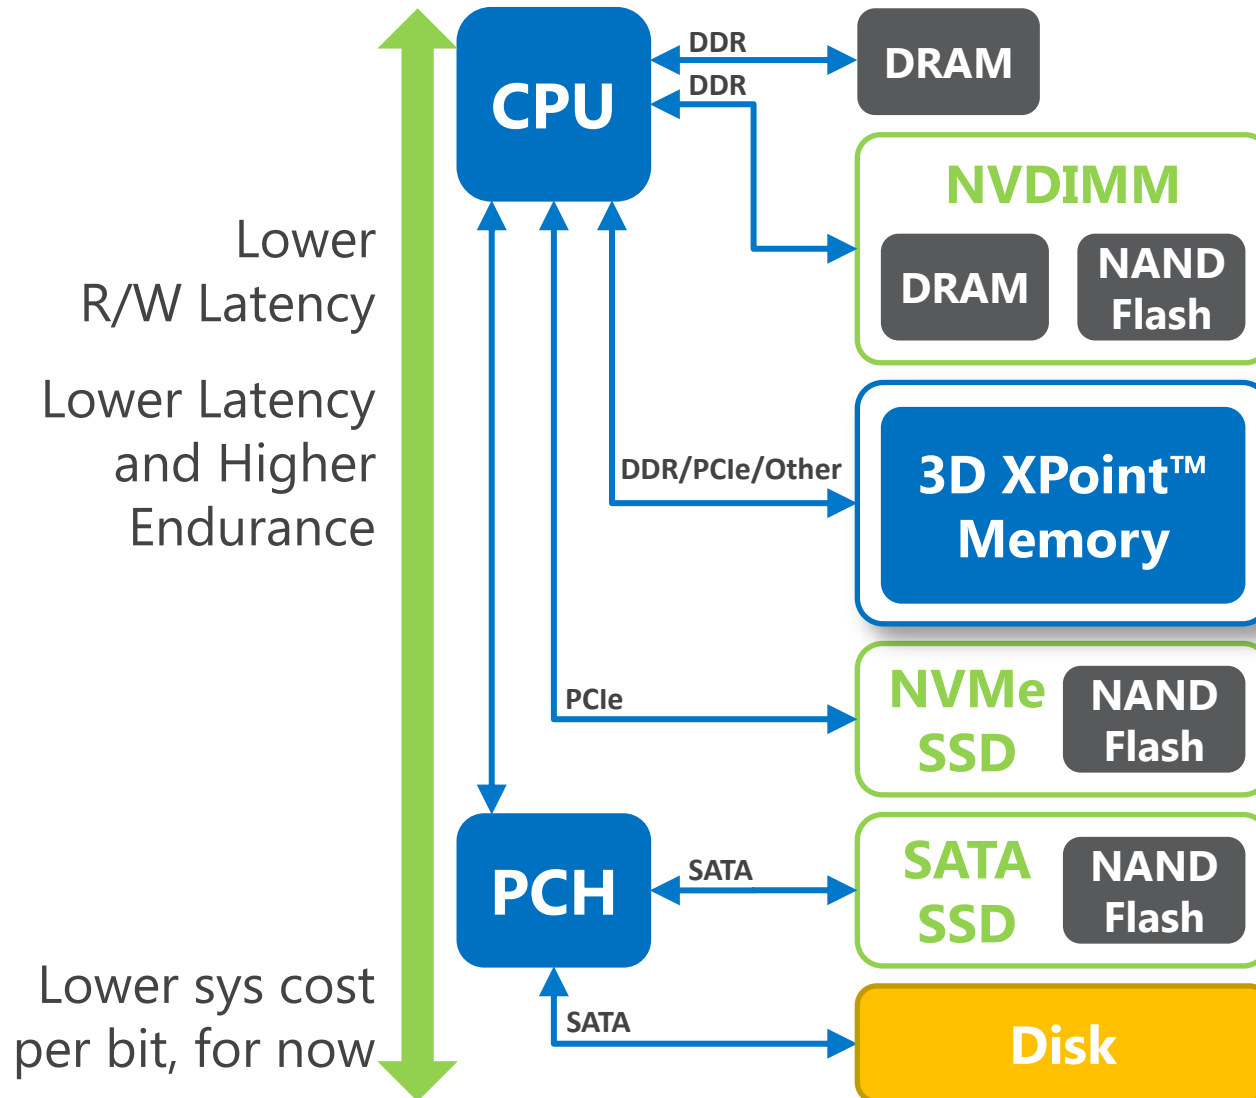 DDR
DRAM
CPU
DDR
NVDIMM
Lower
R/W Latency
DRAM
NAND
Flash
Lower Latency
and Higher
Endurance
DDR/PCIe/Other
3D XPoint™
Memory
PCIe
NVMe
SSD
NAND
Flash
PCH
SATA
SATA
SSD
NAND
Flash
Lower sys cost
per bit, for now
SATA
Disk